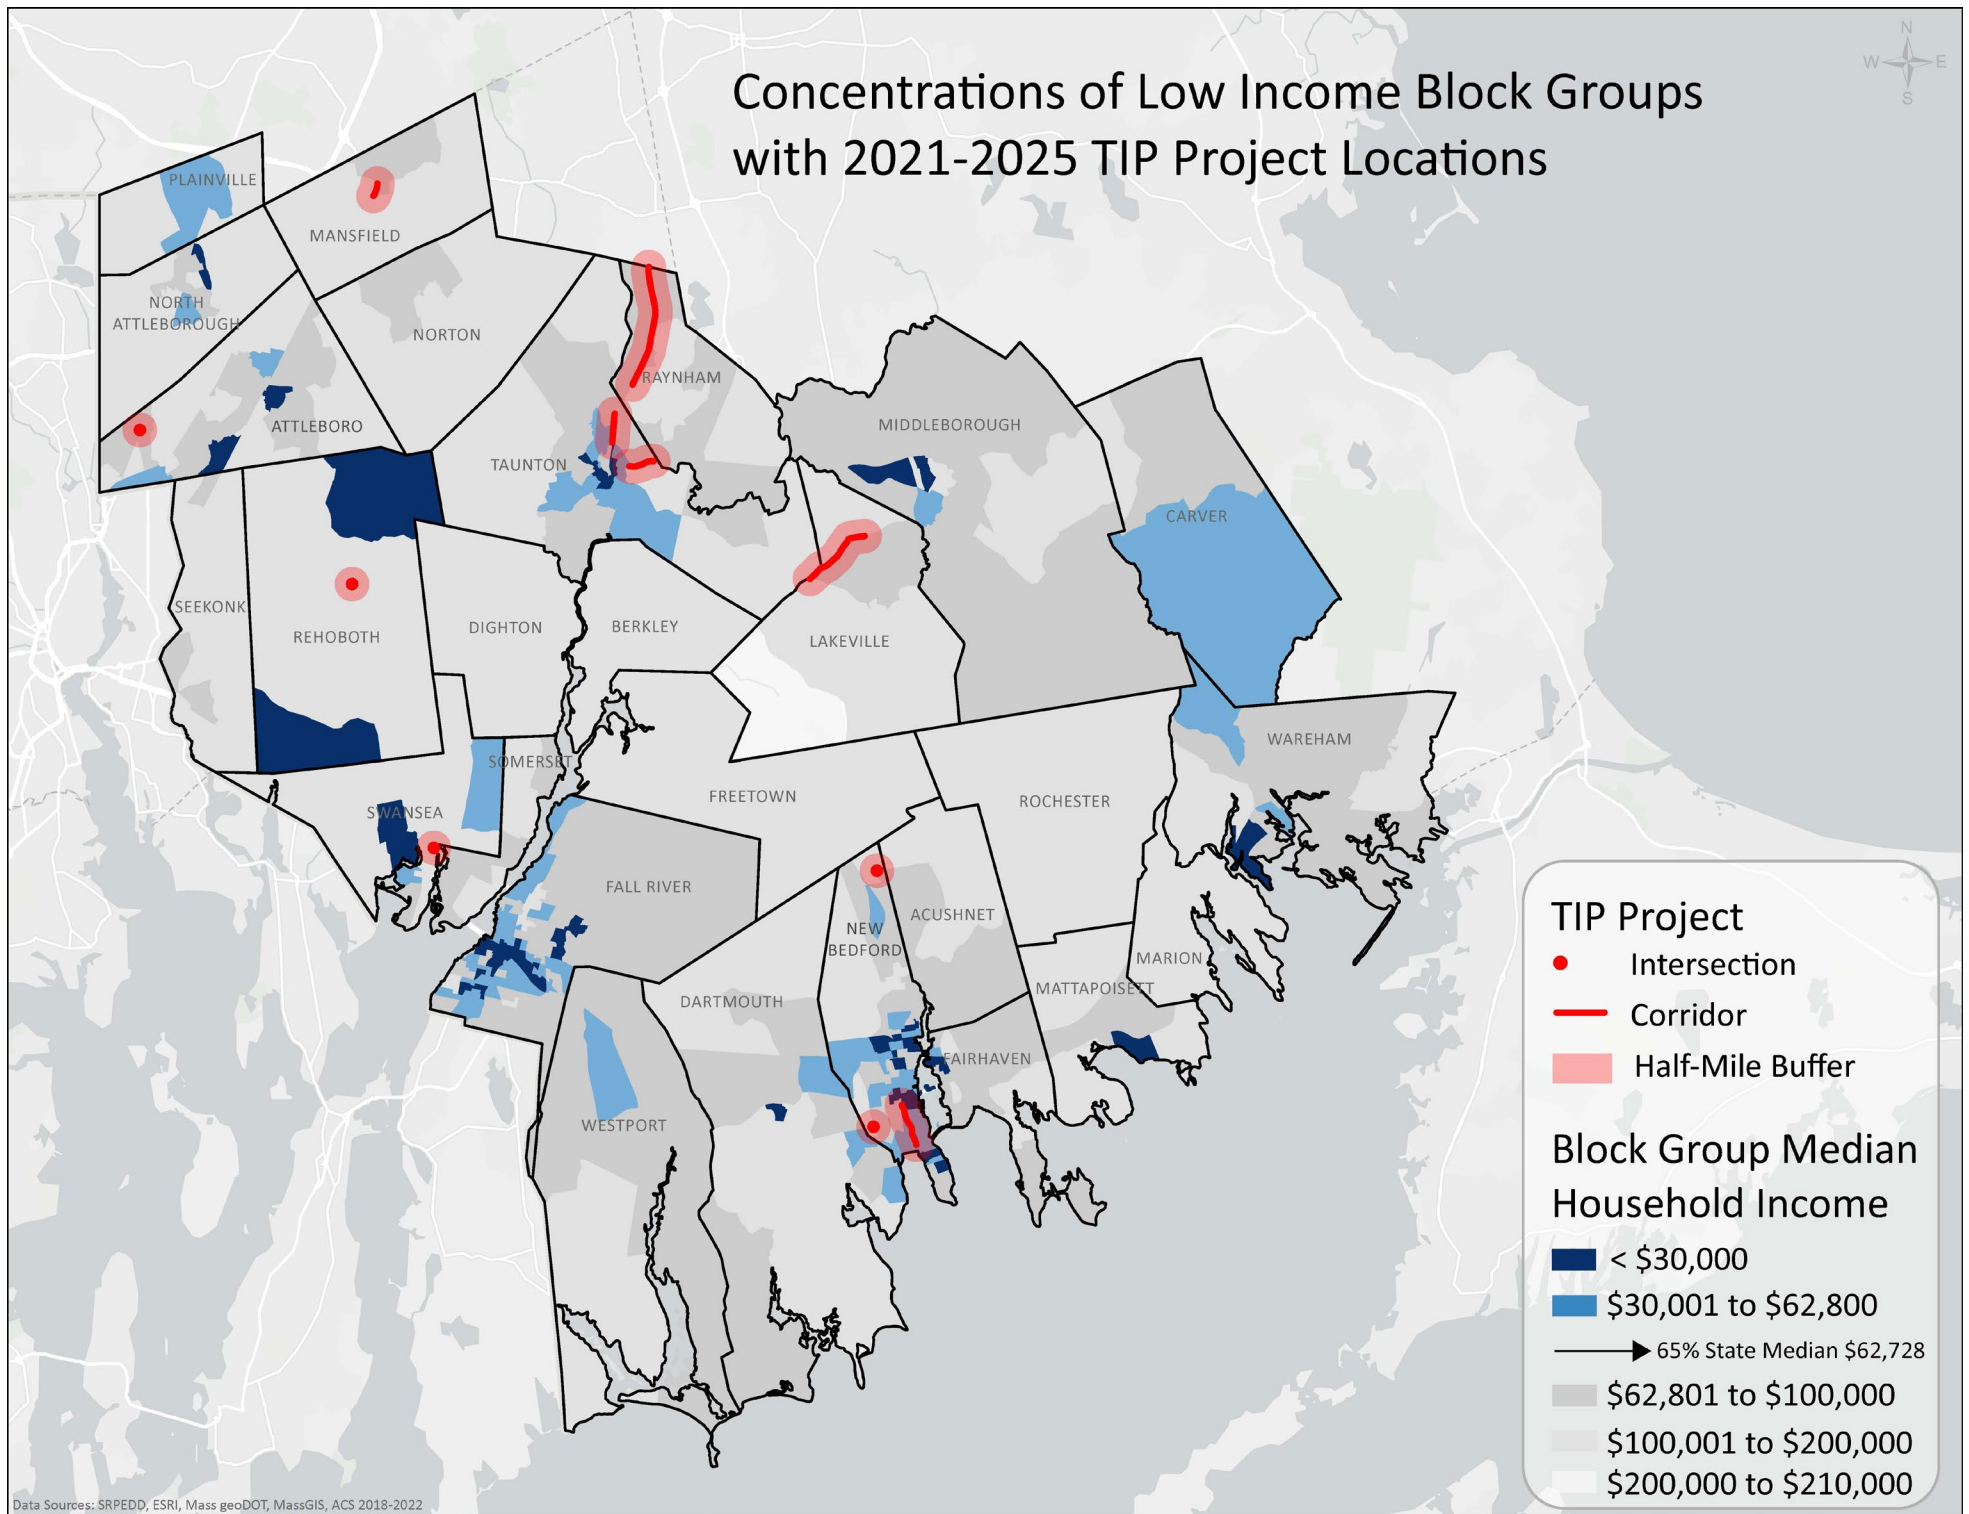 Concentrations of Low Income Block Groups
with 2021-2025 TIP Project Locations
N
W
E
S
PLAINVILLE
MANSFIELD
NORTH
ATTLEBOROUGH
NORTON
RAYNHAM
ATTLEBORO
MIDDLEBOROUGH
TAUNTON
CARVER
SEEKONK
REHOBOTH
DIGHTON
BERKLEY
LAKEVILLE
WAREHAM
SOMERSET
SWANSEA
FREETOWN
ROCHESTER
FALL RIVER
ACUSHNET
NEW
BEDFORD
MARION
MATTAPOISETT
DARTMOUTH
FAIRHAVEN
WESTPORT
TIP Project
Intersection
Corridor
Half-Mile Buffer
Block Group Median
Household Income
< $30,000
$30,001 to $62,800
65% State Median $62,728
$62,801 to $100,000
$100,001 to $200,000
$200,000 to $210,000
Data Sources: SRPEDD, ESRI, Mass geoDOT, MassGIS, ACS 2018-2022